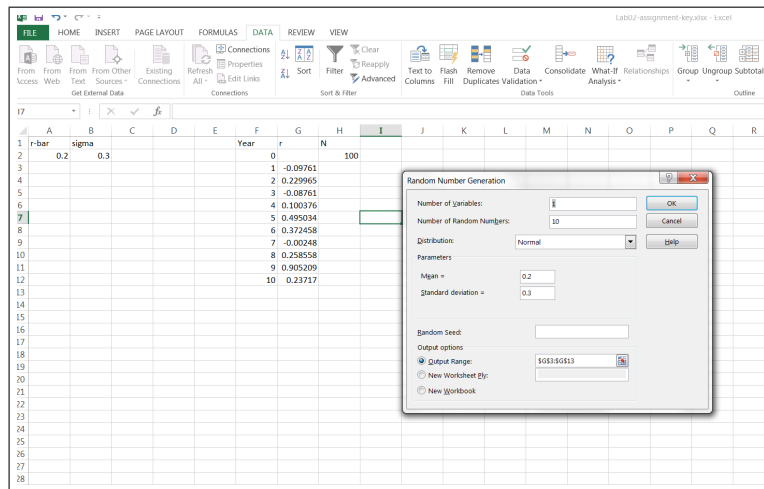 Lab02-assignment-key.xlsx - Excel
FILE HOME INSERT PAGE LAYOUT FORMULAS DATA REVIEW VIEW
From Access
From Web
From Text
From Other Sources
Existing Connections
Get External Data
Refresh All
Connections
Properties
Edit Links
Connections
Sort
Filter
Clear
Reapply
Advanced
Sort & Filter
Text to Columns
Flash Fill
Remove Duplicates
Data Validation
Consolidate
What-If Analysis
Relationships
Data Tools
Group
Ungroup
Subtotal
Outline
I7
fx
A B C D E F G H I J K L M N O P Q R
1 r-bar sigma Year r N
2 0.2 0.3 0 100
3 1 -0.09761
4 2 0.229965
5 3 -0.08761
6 4 0.100376
7 5 0.495034
8 6 0.372458
9 7 -0.00248
10 8 0.258558
11 9 0.905209
12 10 0.23717
13
14
15
16
17
18
19
20
21
22
23
24
25
26
27
28
Random Number Generation
Number of Variables: 1
Number of Random Numbers: 10
Distribution: Normal
Parameters
Mean = 0.2
Standard deviation = 0.3
Random Seed:
Output options
Output Range: $G$3:$G$13
New Worksheet Ply:
New Workbook
OK
Cancel
Help